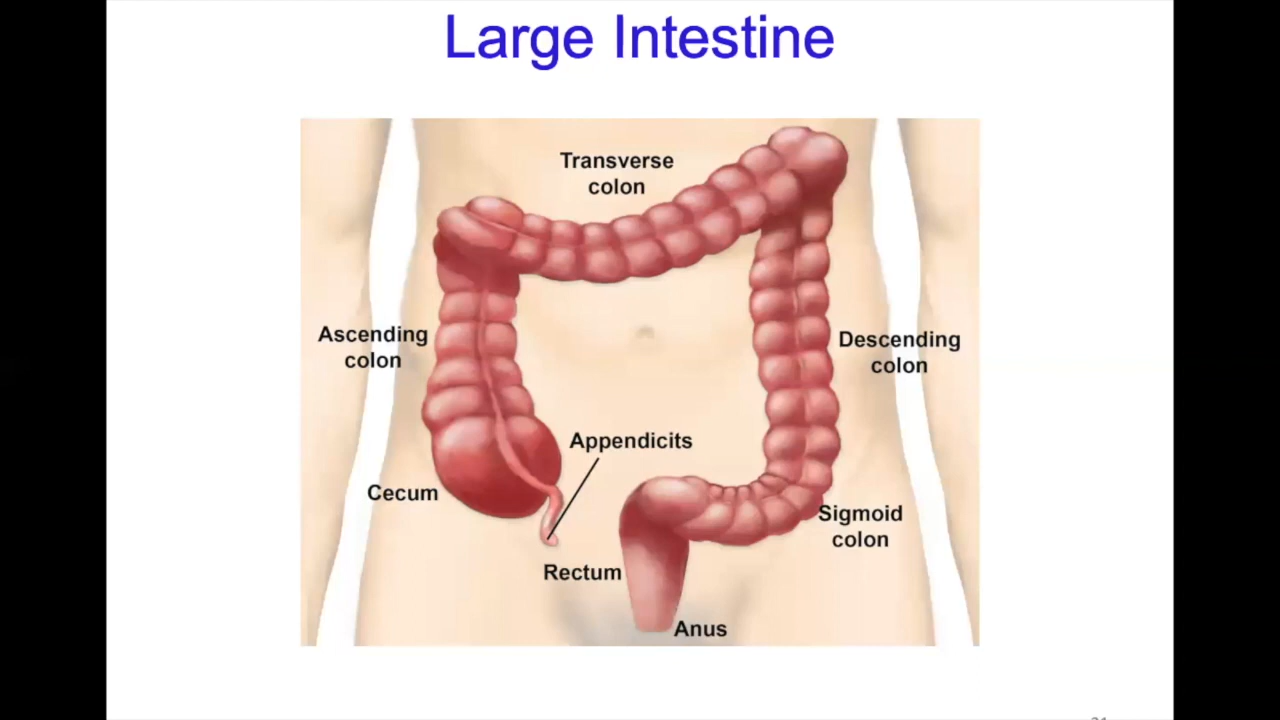 Large Intestine
Transverse
colon
Ascending
colon
Descending
colon
Appendicits
Cecum
Sigmoid
colon
Rectum
Anus